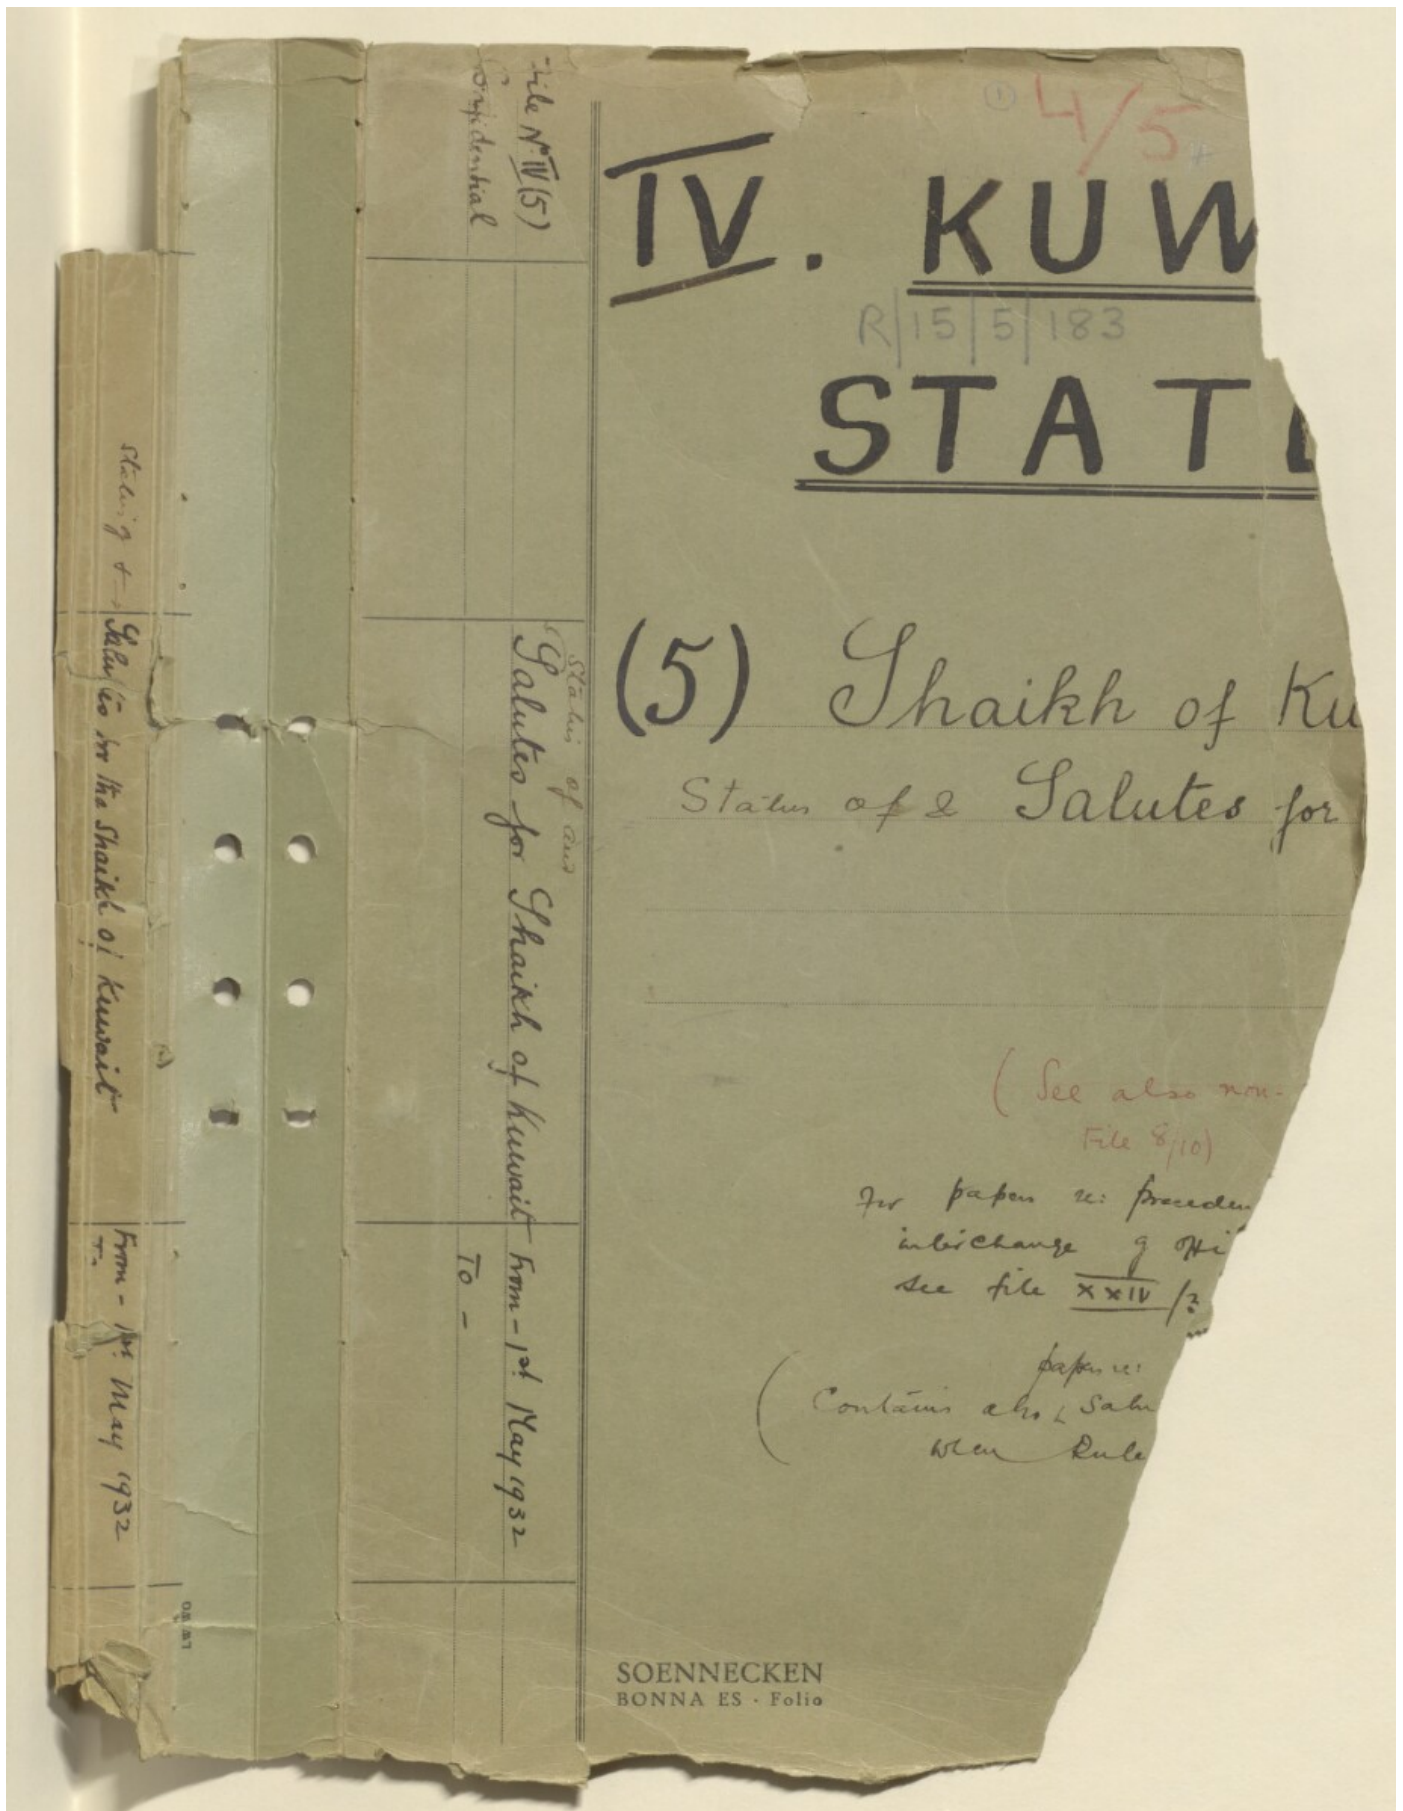 Status of & Salutes for the Shaikh of Kuwait
From - 1st May 1932
To
File No IV (5)
Confidential
Status of and
Salutes for Shaikh of Kuwait
From - 1st May 1932
To -
1
4/5
IV. KUW
R/15/5/183
STAT
(5) Shaikh of Ku
Status of & Salutes for
(See also non-
File 8/10)
For papers re: preceden
interchange of offi
see file XXIV/
papers re:
(Contains also Salu
when Rule
SOENNECKEN
BONNA ES · Folio